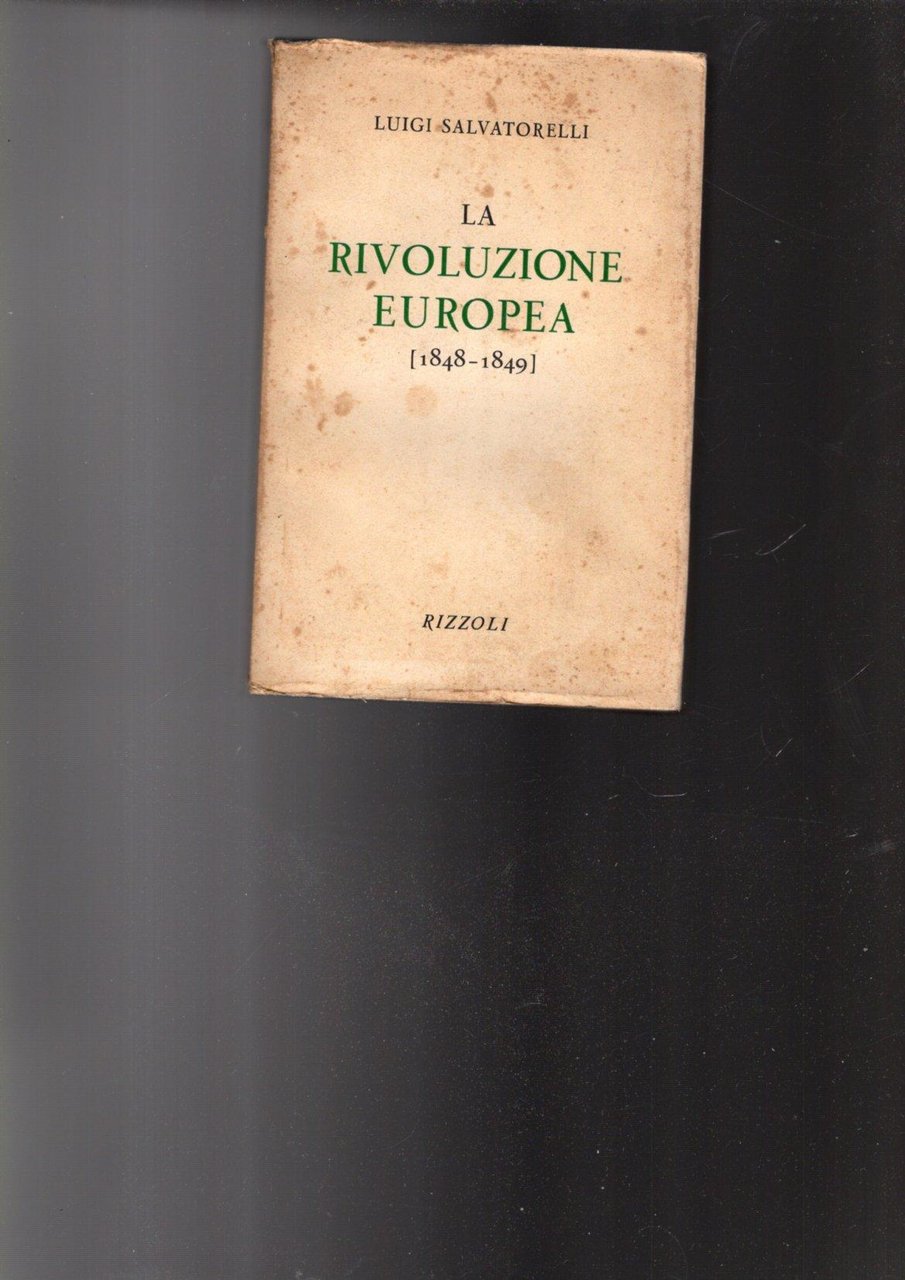 LUIGI SALVATORELLI
LA
RIVOLUZIONE
EUROPEA
[1848-1849]
RIZZOLI